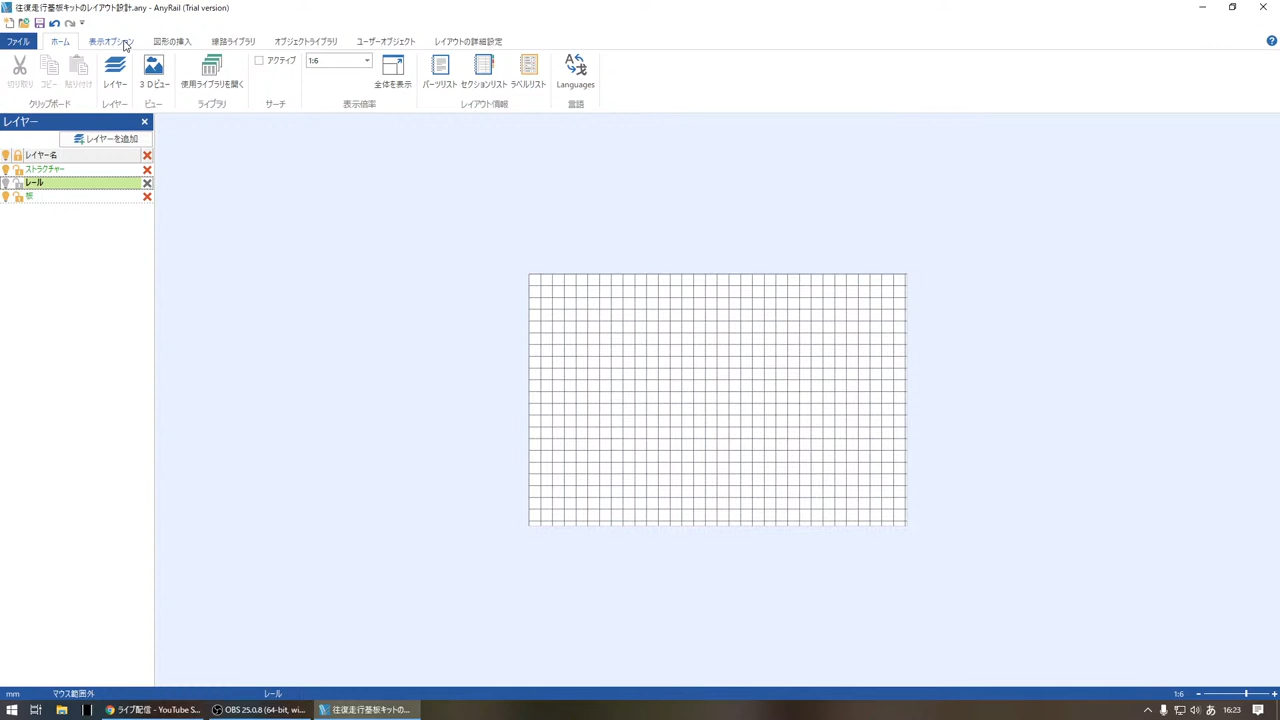 往復走行基板キットのレイアウト設計.any - AnyRail (Trial version)
ファイル ホーム 表示オプション 図形の挿入 線路ライブラリ オブジェクトライブラリ ユーザーオブジェクト レイアウトの詳細設定
アクティブ 1:6
切り取り コピー 貼り付け レイヤー 3 Dビュー 使用ライブラリを開く 全体を表示 パーツリスト セクションリスト ラベルリスト Languages
クリップボード レイヤー ビュー ライブラリ サーチ 表示倍率 レイアウト情報 言語
レイヤー
レイヤーを追加
レイヤー名
ストラクチャー
レール
板
mm マウス範囲外 レール 1:6
ライブ配信 - YouTube S... OBS 25.0.8 (64-bit, wi... 往復走行基板キットの... あ 16:23